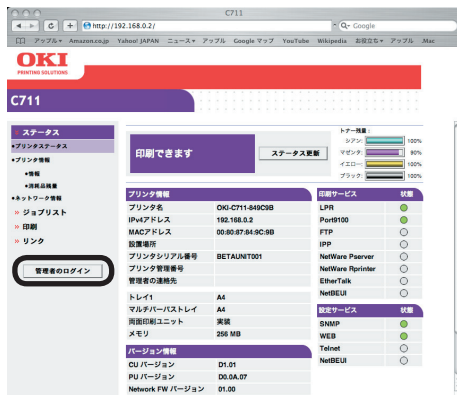 C711
http://192.168.0.2/
Google
アップル Amazon.co.jp Yahoo! JAPAN ニュース アップル Google マップ YouTube Wikipedia お役立ち アップル .Mac
OKI
PRINTING SOLUTIONS
C711
ステータス
プリンタステータス
プリンタ情報
情報
消耗品残量
ネットワーク情報
ジョブリスト
印刷
リンク
管理者のログイン
印刷できます
ステータス更新
トナー残量:
シアン: 100%
マゼンタ: 90%
イエロー: 100%
ブラック: 100%
プリンタ情報
プリンタ名 OKI-C711-849C9B
IPv4アドレス 192.168.0.2
MACアドレス 00:80:87:84:9C:9B
設置場所
プリンタシリアル番号 BETAUNIT001
プリンタ管理番号
管理者の連絡先
トレイ1 A4
マルチパーパストレイ A4
両面印刷ユニット 実装
メモリ 256 MB
バージョン情報
CU バージョン D1.01
PU バージョン D0.0A.07
Network FW バージョン 01.00
印刷サービス 状態
LPR
Port9100
FTP
IPP
NetWare Pserver
NetWare Rprinter
EtherTalk
NetBEUI
設定サービス 状態
SNMP
WEB
Telnet
NetBEUI